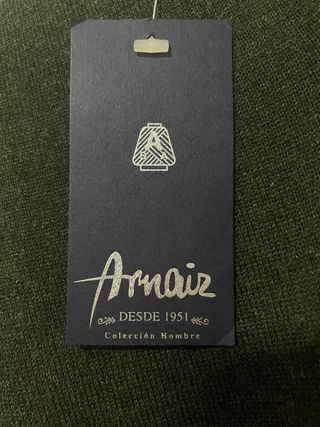 A
Arnaiz
DESDE 1951
Colección Hombre